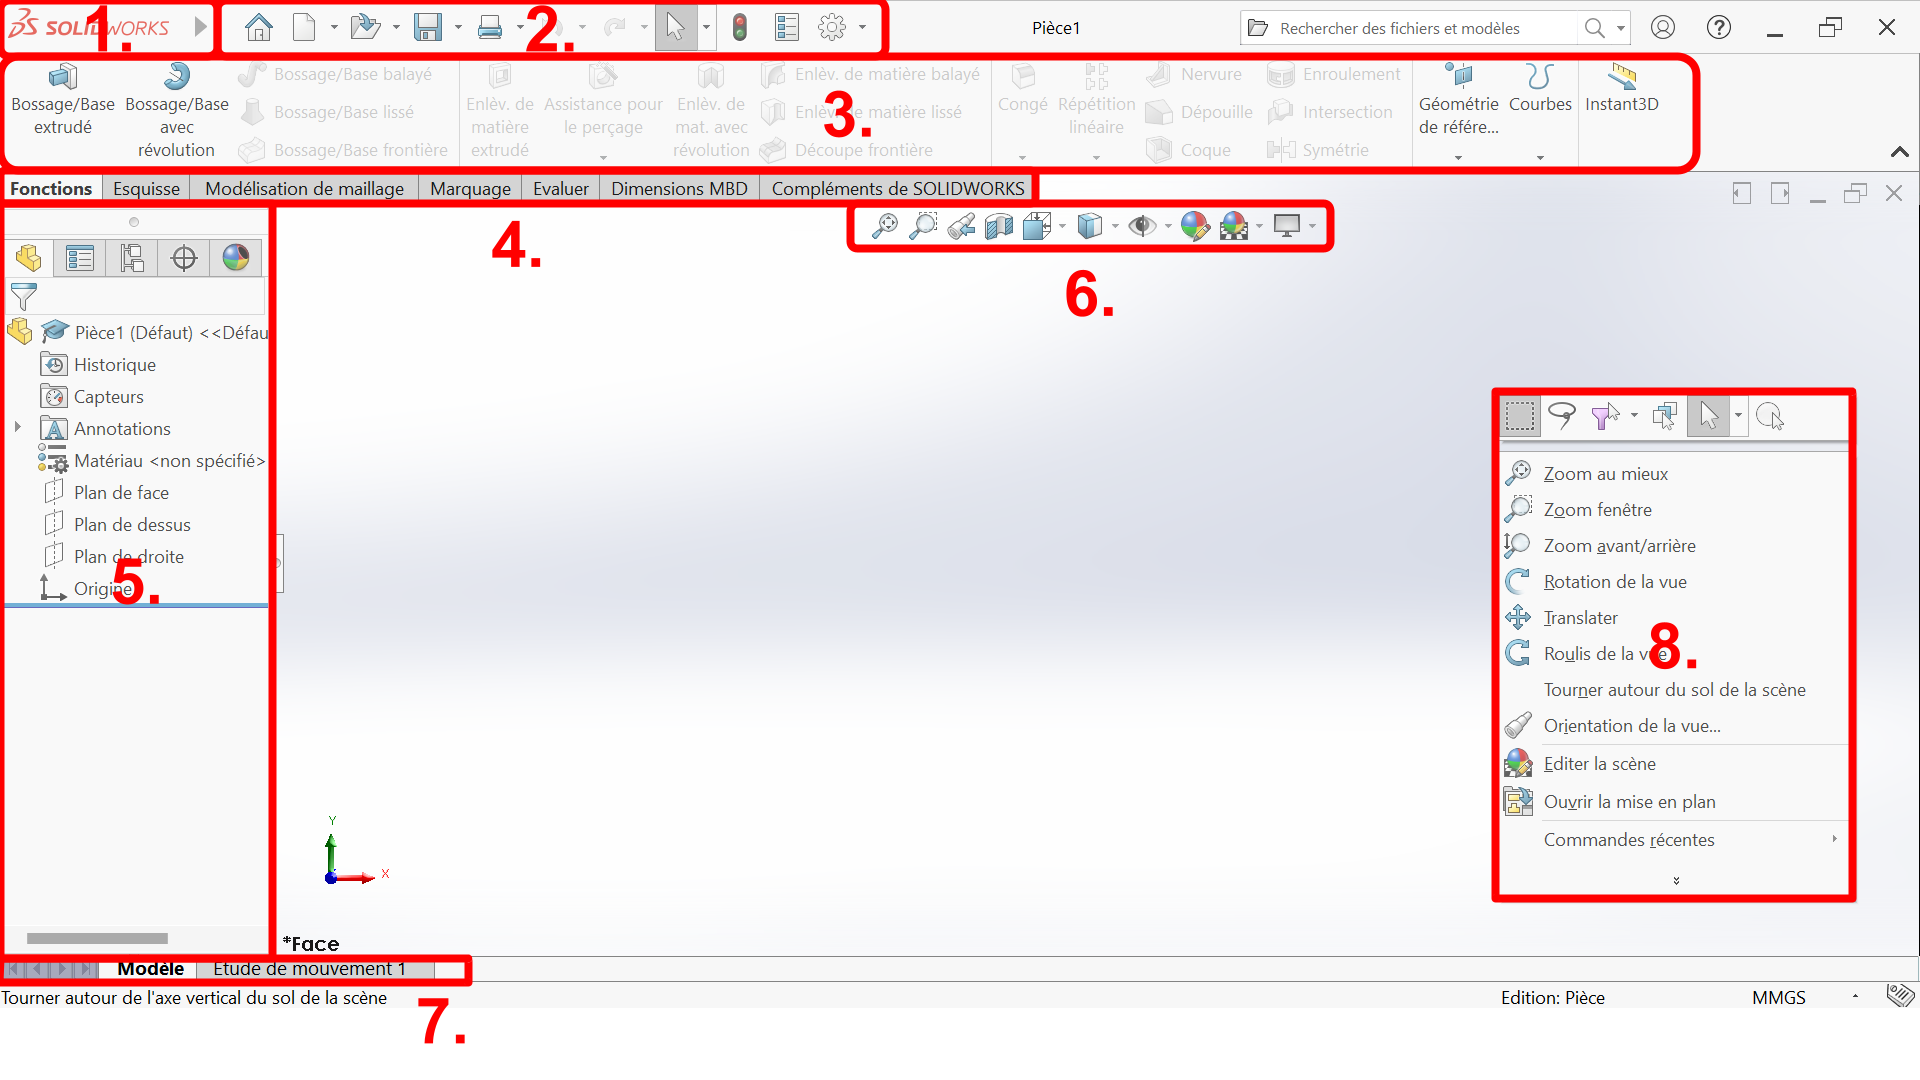 SOLIDWORKS
1.
2.
Pièce1
Rechercher des fichiers et modèles
Bossage/Base extrudé
Bossage/Base avec révolution
Bossage/Base balayé
Bossage/Base lissé
Bossage/Base frontière
Enlèv. de matière extrudé
Assistance pour le perçage
Enlèv. de mat. avec révolution
Enlèv. de matière balayé
Enlèv. de matière lissé
Découpe frontière
3.
Congé
Répétition linéaire
Nervure
Dépouille
Coque
Enroulement
Intersection
Symétrie
Géométrie de référe...
Courbes
Instant3D
Fonctions
Esquisse
Modélisation de maillage
Marquage
Evaluer
Dimensions MBD
Compléments de SOLIDWORKS
4.
6.
Pièce1 (Défaut) <<Défau
Historique
Capteurs
Annotations
Matériau <non spécifié>
Plan de face
Plan de dessus
Plan de droite
Origine
5.
Zoom au mieux
Zoom fenêtre
Zoom avant/arrière
Rotation de la vue
Translater
Roulis de la vue
8.
Tourner autour du sol de la scène
Orientation de la vue...
Editer la scène
Ouvrir la mise en plan
Commandes récentes
Y
X
*Face
Modèle
Etude de mouvement 1
7.
Tourner autour de l'axe vertical du sol de la scène
Edition: Pièce
MMGS